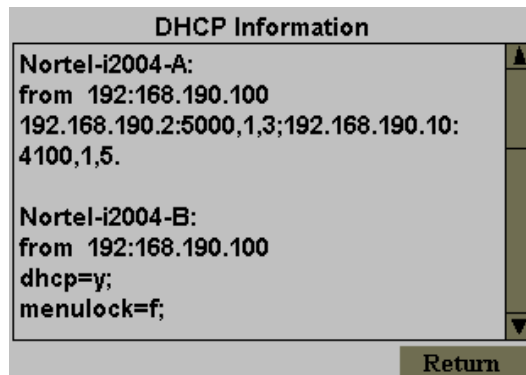 DHCP Information
Nortel-i2004-A:
from 192:168.190.100
192.168.190.2:5000,1,3;192.168.190.10:
4100,1,5.
Nortel-i2004-B:
from 192:168.190.100
dhcp=y;
menulock=f;
Return